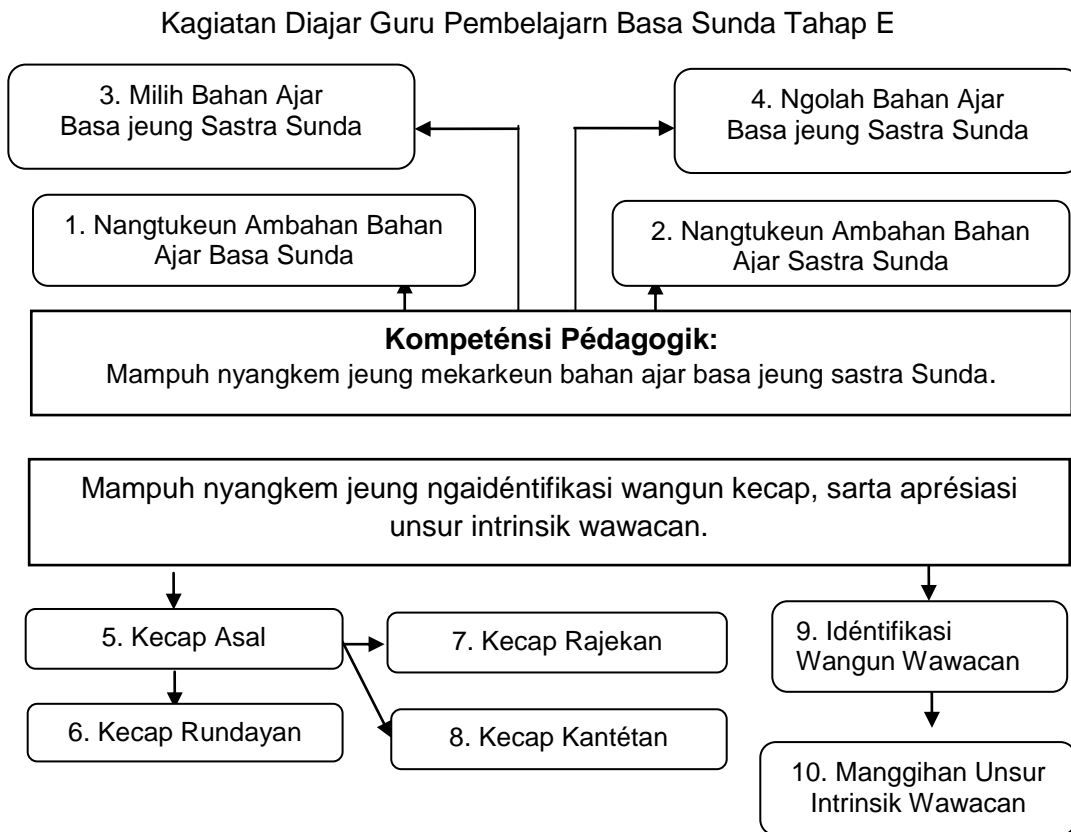 Kagiatan Diajar Guru Pembelajarn Basa Sunda Tahap E
3. Milih Bahan Ajar
Basa jeung Sastra Sunda
4. Ngolah Bahan Ajar
Basa jeung Sastra Sunda
1. Nangtukeun Ambahan Bahan
Ajar Basa Sunda
2. Nangtukeun Ambahan Bahan
Ajar Sastra Sunda
Kompeténsi Pédagogik:
Mampuh nyangkem jeung mekarkeun bahan ajar basa jeung sastra Sunda.
Mampuh nyangkem jeung ngaidéntifikasi wangun kecap, sarta aprésiasi
unsur intrinsik wawacan.
5. Kecap Asal
7. Kecap Rajekan
9. Idéntifikasi
Wangun Wawacan
6. Kecap Rundayan
8. Kecap Kantétan
10. Manggihan Unsur
Intrinsik Wawacan